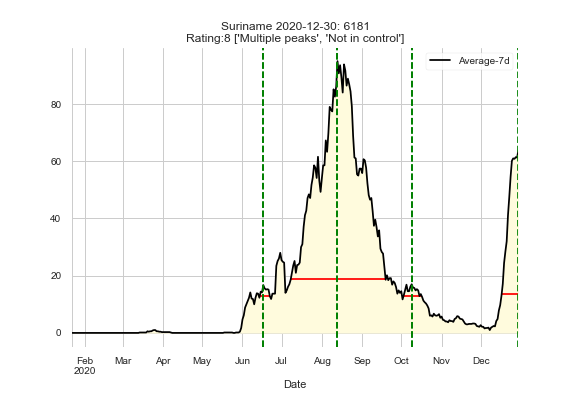 Suriname 2020-12-30: 6181
Rating:8 ['Multiple peaks', 'Not in control']
Average-7d
80
60
40
20
0
Feb Mar Apr May Jun Jul Aug Sep Oct Nov Dec
2020
Date